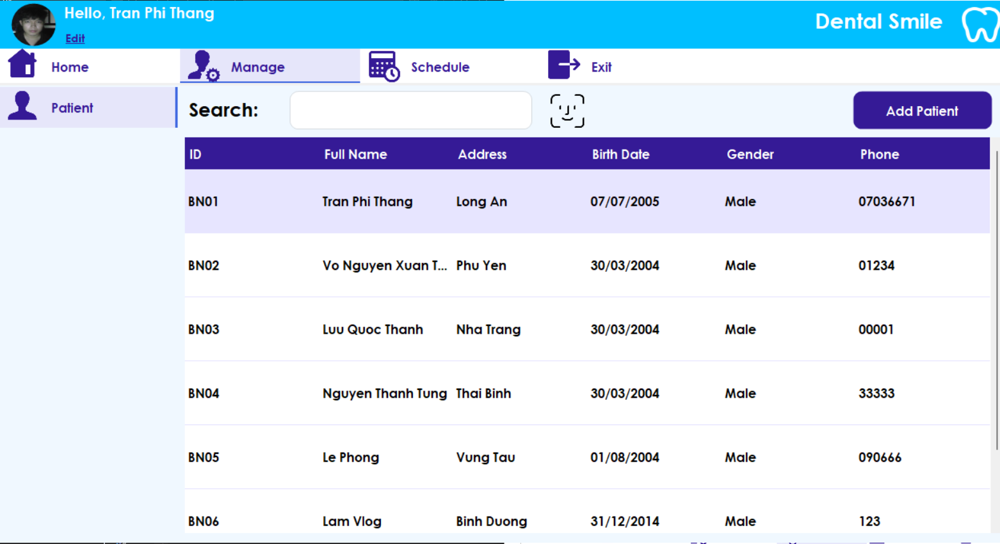 Hello, Tran Phi Thang
Edit
Dental Smile
Home
Manage
Schedule
Exit
Patient
Search:
Add Patient
ID Full Name Address Birth Date Gender Phone
BN01 Tran Phi Thang Long An 07/07/2005 Male 07036671
BN02 Vo Nguyen Xuan T... Phu Yen 30/03/2004 Male 01234
BN03 Luu Quoc Thanh Nha Trang 30/03/2004 Male 00001
BN04 Nguyen Thanh Tung Thai Binh 30/03/2004 Male 33333
BN05 Le Phong Vung Tau 01/08/2004 Male 090666
BN06 Lam Vlog Binh Duong 31/12/2014 Male 123